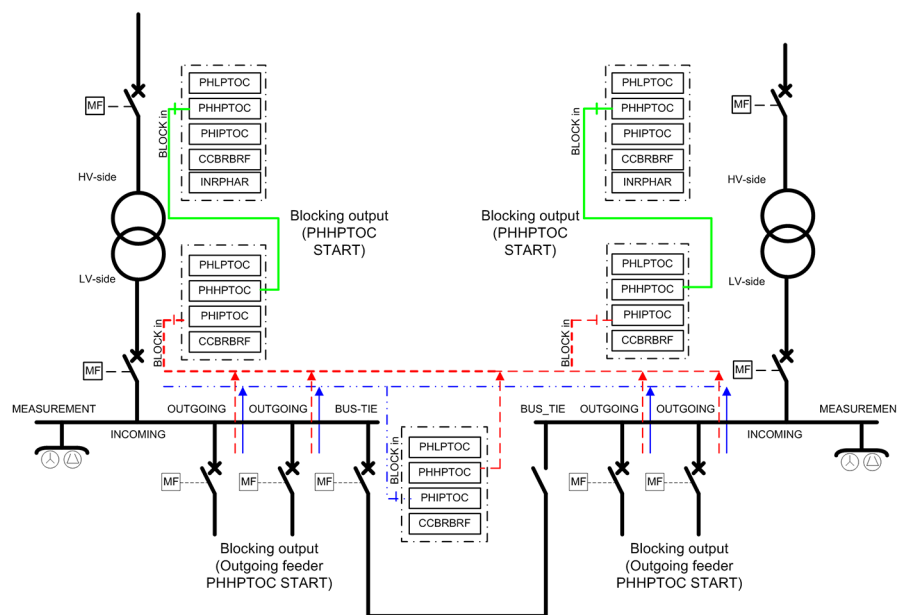 PHLPTOC
PHHPTOC
PHIPTOC
CCBRBRF
INRPHAR
BLOCK in
MF
HV-side
LV-side
Blocking output
(PHHPTOC
START)
PHLPTOC
PHHPTOC
PHIPTOC
CCBRBRF
BLOCK in
MF
PHLPTOC
PHHPTOC
PHIPTOC
CCBRBRF
INRPHAR
BLOCK in
MF
HV-side
LV-side
Blocking output
(PHHPTOC
START)
PHLPTOC
PHHPTOC
PHIPTOC
CCBRBRF
BLOCK in
MF
MEASUREMENT
INCOMING
OUTGOING
OUTGOING
BUS-TIE
BUS_TIE
OUTGOING
OUTGOING
INCOMING
MEASUREMEN
MF
MF
MF
BLOCK in
PHLPTOC
PHHPTOC
PHIPTOC
CCBRBRF
MF
MF
Blocking output
(Outgoing feeder
PHHPTOC START)
Blocking output
(Outgoing feeder
PHHPTOC START)